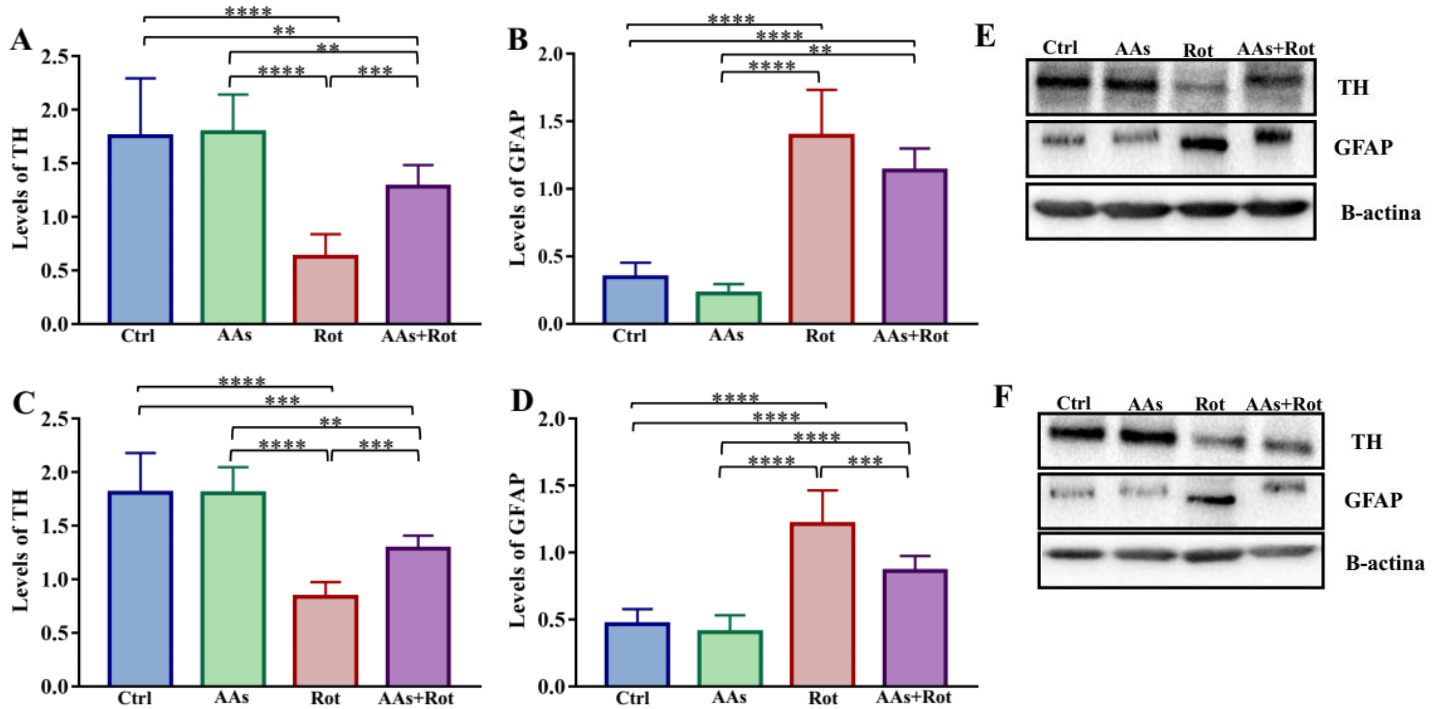 A
****
**
**
**** ***
Levels of TH
2.5
2.0
1.5
1.0
0.5
0.0
Ctrl AAs Rot AAs+Rot
B
****
****
**
****
Levels of GFAP
2.0
1.5
1.0
0.5
0.0
Ctrl AAs Rot AAs+Rot
E
Ctrl AAs Rot AAs+Rot
TH
GFAP
B-actina
C
****
***
**
**** ***
Levels of TH
2.5
2.0
1.5
1.0
0.5
0.0
Ctrl AAs Rot AAs+Rot
D
****
****
****
**** ***
Levels of GFAP
2.0
1.5
1.0
0.5
0.0
Ctrl AAs Rot AAs+Rot
F
Ctrl AAs Rot AAs+Rot
TH
GFAP
B-actina